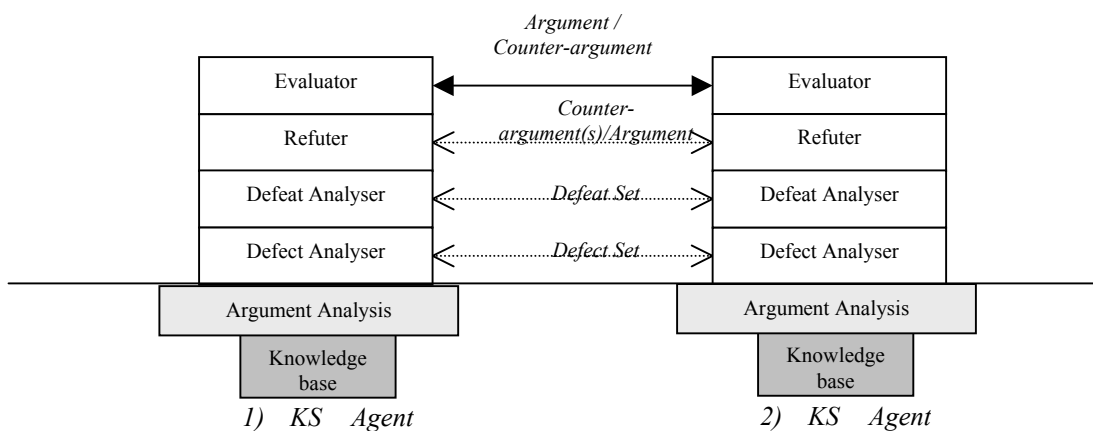 Argument /
Counter-argument
Evaluator
Evaluator
Counter-
argument(s)/Argument
Refuter
Refuter
Defeat Analyser
Defeat Set
Defeat Analyser
Defect Analyser
Defect Set
Defect Analyser
Argument Analysis
Argument Analysis
Knowledge
base
Knowledge
base
1) KS Agent
2) KS Agent